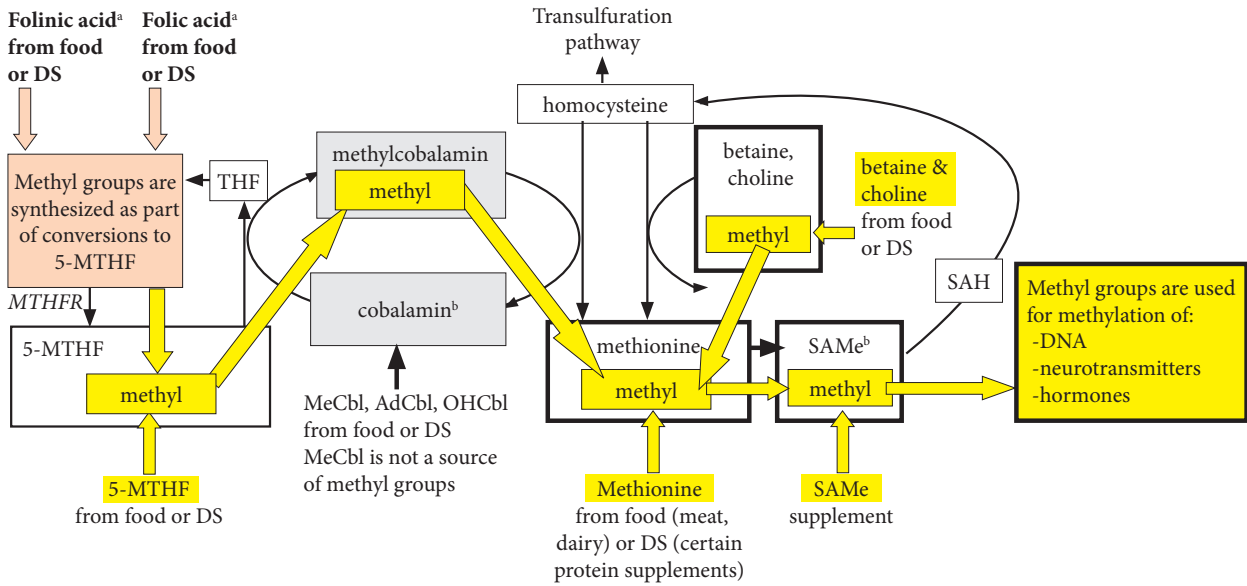 Folinic acidᵃ
from food
or DS
Folic acidᵃ
from food
or DS
Transulfuration
pathway
homocysteine
Methyl groups are
synthesized as part
of conversions to
5-MTHF
THF
methylcobalamin
methyl
betaine,
choline
methyl
betaine &
choline
from food
or DS
MTHFR
cobalaminᵇ
SAH
5-MTHF
methyl
methionine
methyl
SAMeᵇ
methyl
Methyl groups are used
for methylation of:
-DNA
-neurotransmitters
-hormones
MeCbl, AdCbl, OHCbl
from food or DS
MeCbl is not a source
of methyl groups
5-MTHF
from food or DS
Methionine
from food (meat,
dairy) or DS (certain
protein supplements)
SAMe
supplement